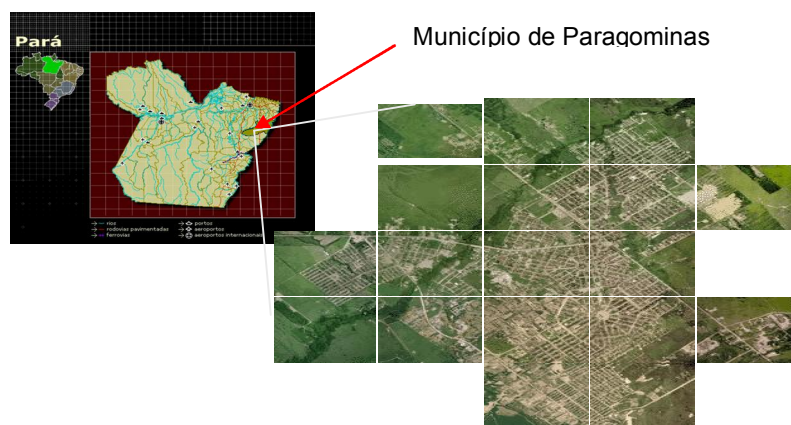 Município de Paragominas
Pará
rios
rodovias pavimentadas
ferrovias
portos
aeroportos
aeroportos internacionais